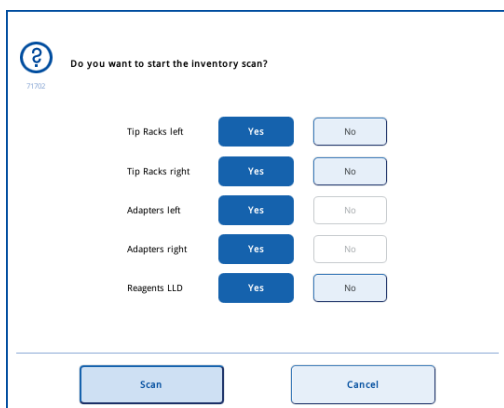 Do you want to start the inventory scan?
71702
Tip Racks left Yes No
Tip Racks right Yes No
Adapters left Yes No
Adapters right Yes No
Reagents LLD Yes No
Scan Cancel